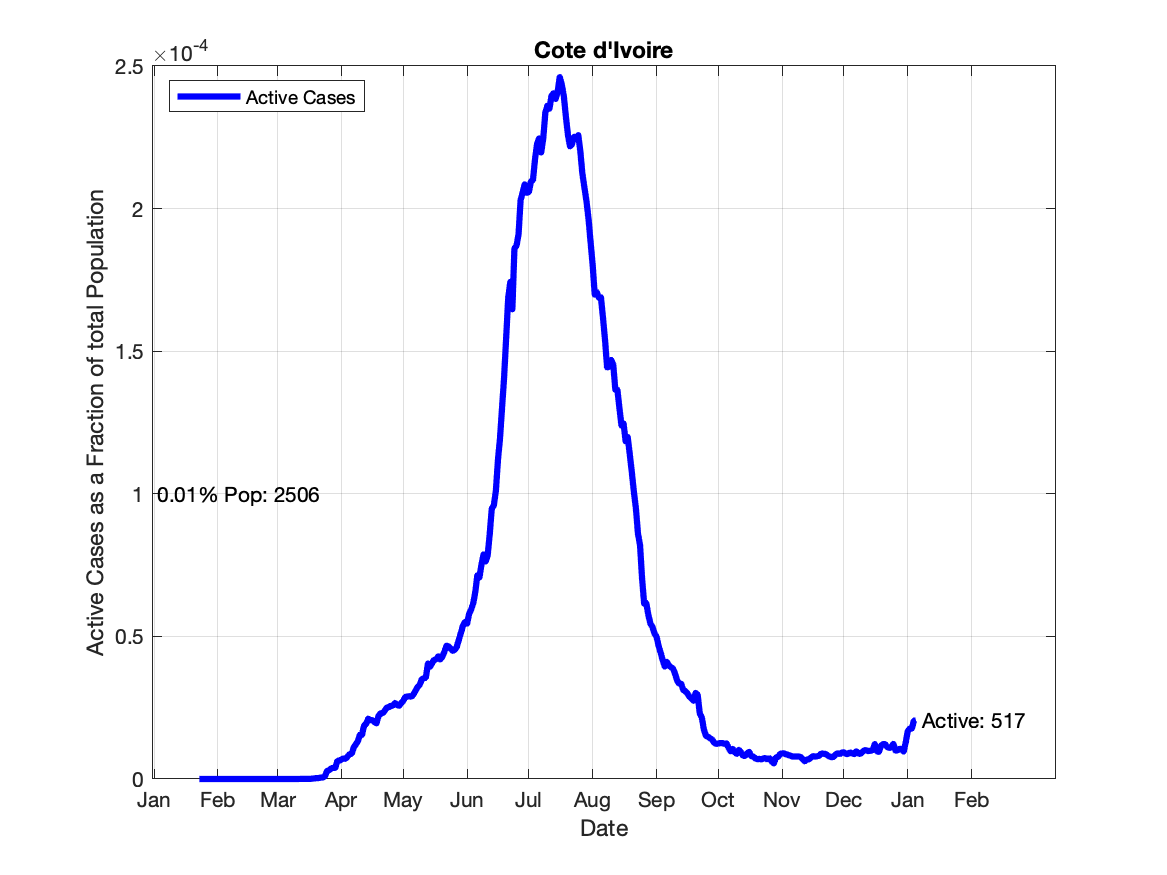 Cote d'Ivoire
×10⁻⁴
2.5
2
1.5
1
0.5
0
Active Cases
0.01% Pop: 2506
Active: 517
Active Cases as a Fraction of total Population
Jan Feb Mar Apr May Jun Jul Aug Sep Oct Nov Dec Jan Feb
Date